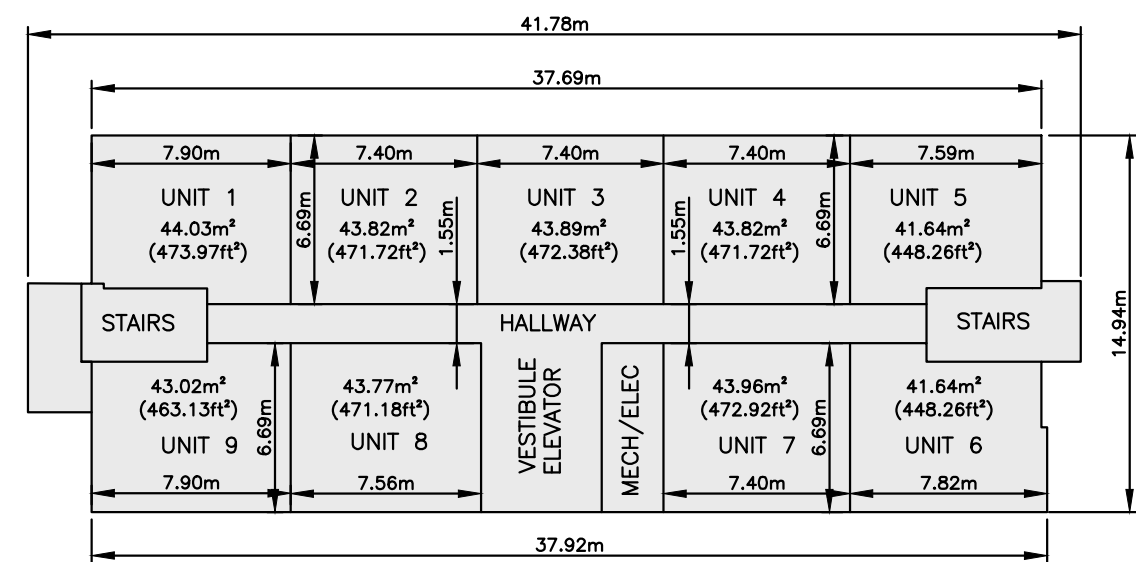 41.78m
37.69m
7.90m
7.40m
7.40m
7.40m
7.59m
UNIT 1
44.03m²
(473.97ft²)
6.69m
UNIT 2
43.82m²
(471.72ft²)
1.55m
UNIT 3
43.89m²
(472.38ft²)
1.55m
UNIT 4
43.82m²
(471.72ft²)
6.69m
UNIT 5
41.64m²
(448.26ft²)
STAIRS
HALLWAY
STAIRS
14.94m
43.02m²
(463.13ft²)
UNIT 9
6.69m
7.90m
43.77m²
(471.18ft²)
UNIT 8
7.56m
VESTIBULE
ELEVATOR
MECH/ELEC
43.96m²
(472.92ft²)
UNIT 7
6.69m
7.40m
41.64m²
(448.26ft²)
UNIT 6
7.82m
37.92m